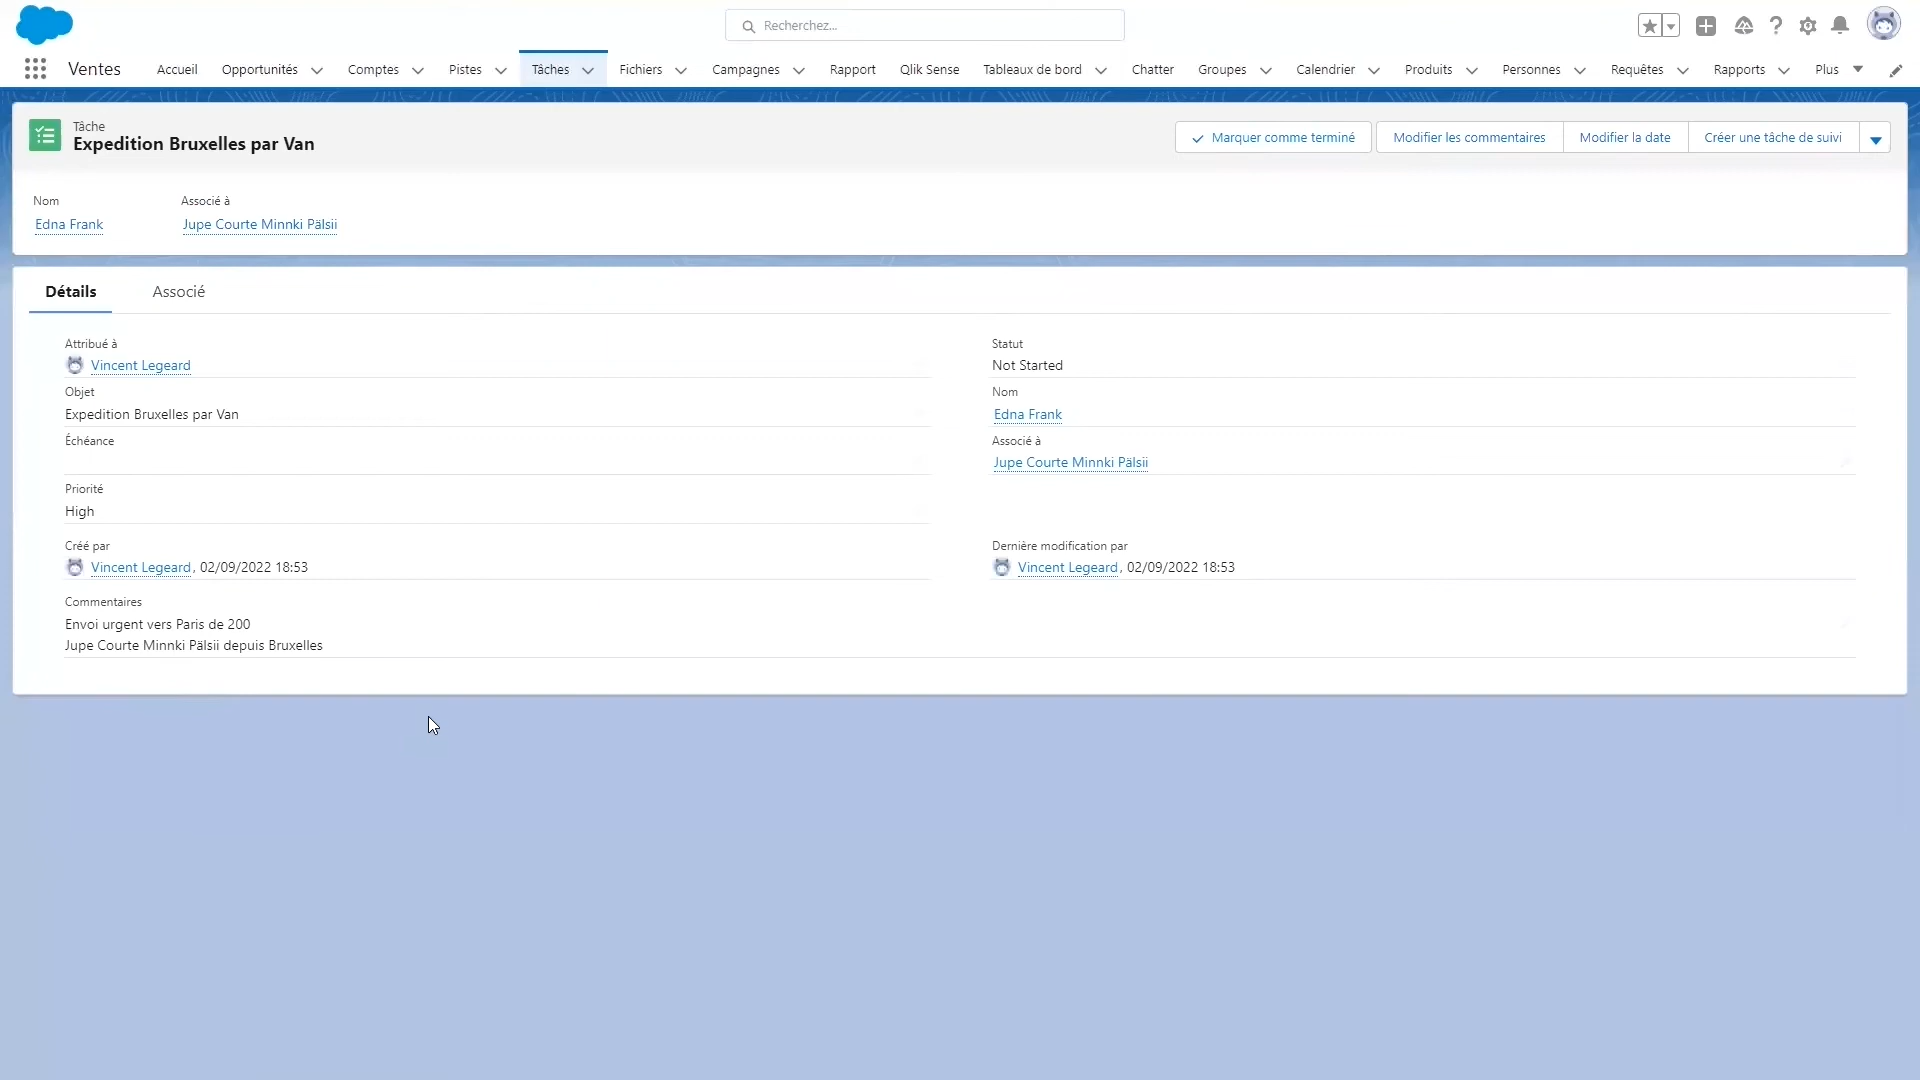 Recherchez...
Ventes
Accueil
Opportunités
Comptes
Pistes
Tâches
Fichiers
Campagnes
Rapport
Qlik Sense
Tableaux de bord
Chatter
Groupes
Calendrier
Produits
Personnes
Requêtes
Rapports
Plus
Tâche
Expedition Bruxelles par Van
Marquer comme terminé
Modifier les commentaires
Modifier la date
Créer une tâche de suivi
Nom
Associé à
Edna Frank
Jupe Courte Minnki Pälsii
Détails
Associé
Attribué à
Vincent Legeard
Statut
Not Started
Objet
Expedition Bruxelles par Van
Nom
Edna Frank
Échéance
Associé à
Jupe Courte Minnki Pälsii
Priorité
High
Créé par
Vincent Legeard, 02/09/2022 18:53
Dernière modification par
Vincent Legeard, 02/09/2022 18:53
Commentaires
Envoi urgent vers Paris de 200
Jupe Courte Minnki Pälsii depuis Bruxelles